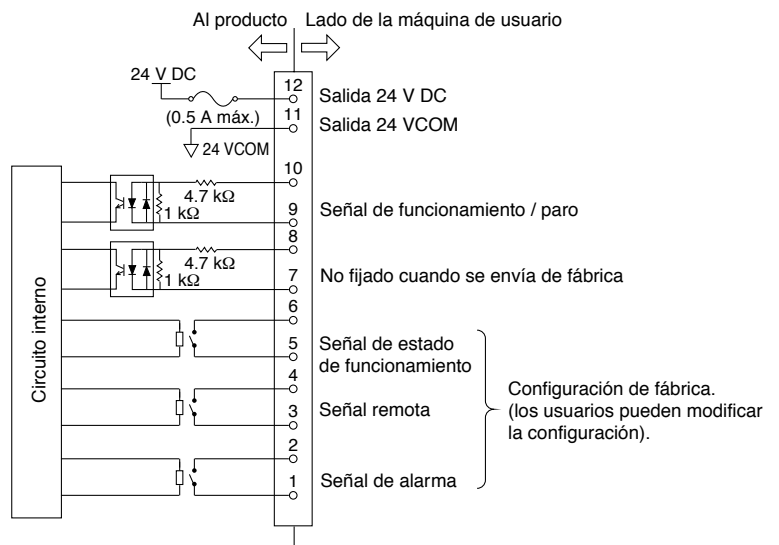 Al producto
Lado de la máquina de usuario
24 V DC
12
Salida 24 V DC
(0.5 A máx.)
11
Salida 24 VCOM
24 VCOM
10
4.7 kΩ
1 kΩ
9
Señal de funcionamiento / paro
8
4.7 kΩ
1 kΩ
7
No fijado cuando se envía de fábrica
6
5
Señal de estado
de funcionamiento
4
3
Señal remota
2
1
Señal de alarma
Configuración de fábrica.
(los usuarios pueden modificar
la configuración).
Circuito interno